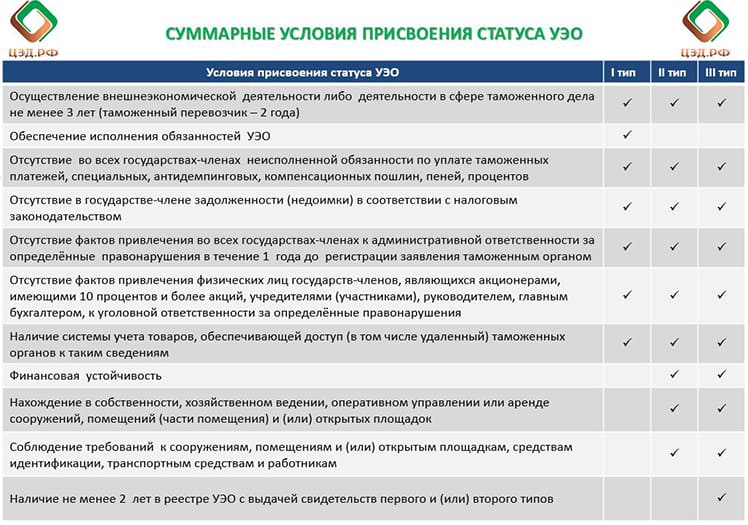 ЦЭД.РФ
СУММАРНЫЕ УСЛОВИЯ ПРИСВОЕНИЯ СТАТУСА УЭО
ЦЭД.РФ
Условия присвоения статуса УЭО I тип II тип III тип
Осуществление внешнеэкономической деятельности либо деятельности в сфере таможенного дела
не менее 3 лет (таможенный перевозчик – 2 года) ✓ ✓ ✓
Обеспечение исполнения обязанностей УЭО ✓
Отсутствие во всех государствах-членах неисполненной обязанности по уплате таможенных
платежей, специальных, антидемпинговых, компенсационных пошлин, пеней, процентов ✓ ✓ ✓
Отсутствие в государстве-члене задолженности (недоимки) в соответствии с налоговым
законодательством ✓ ✓ ✓
Отсутствие фактов привлечения во всех государствах-членах к административной ответственности за
определённые правонарушения в течение 1 года до регистрации заявления таможенным органом ✓ ✓ ✓
Отсутствие фактов привлечения физических лиц государств-членов, являющихся акционерами,
имеющими 10 процентов и более акций, учредителями (участниками), руководителем, главным
бухгалтером, к уголовной ответственности за определённые правонарушения ✓ ✓ ✓
Наличие системы учета товаров, обеспечивающей доступ (в том числе удаленный) таможенных
органов к таким сведениям ✓ ✓ ✓
Финансовая устойчивость ✓ ✓
Нахождение в собственности, хозяйственном ведении, оперативном управлении или аренде
сооружений, помещений (части помещения) и (или) открытых площадок ✓ ✓
Соблюдение требований к сооружениям, помещениям и (или) открытым площадкам, средствам
идентификации, транспортным средствам и работникам ✓ ✓
Наличие не менее 2 лет в реестре УЭО с выдачей свидетельств первого и (или) второго типов ✓